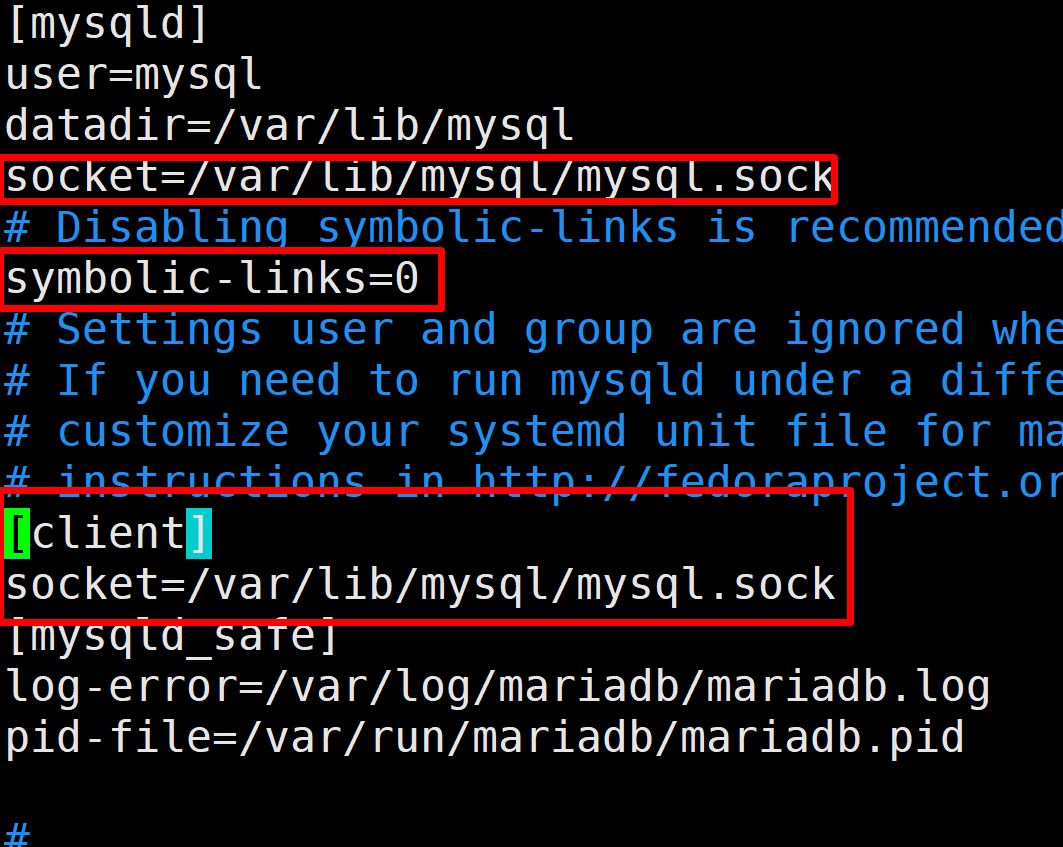 [mysqld]
user=mysql
datadir=/var/lib/mysql
socket=/var/lib/mysql/mysql.sock
# Disabling symbolic-links is recommended
symbolic-links=0
# Settings user and group are ignored whe
# If you need to run mysqld under a diffe
# customize your systemd unit file for ma
# instructions in http://fedoraproject.or
[client]
socket=/var/lib/mysql/mysql.sock
[mysqld_safe]
log-error=/var/log/mariadb/mariadb.log
pid-file=/var/run/mariadb/mariadb.pid
#